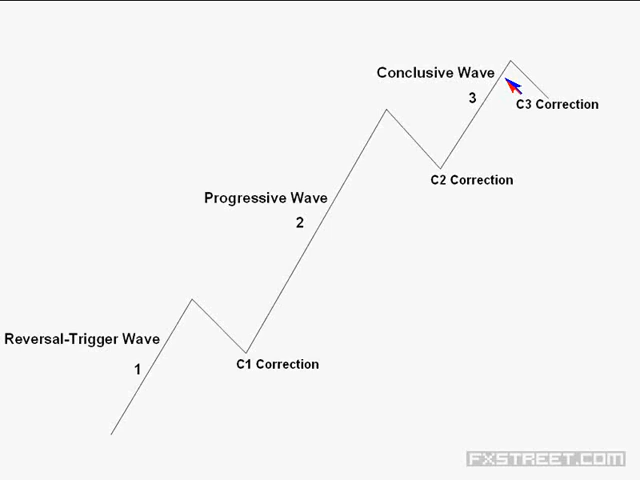 Conclusive Wave
3
C3 Correction
C2 Correction
Progressive Wave
2
Reversal-Trigger Wave
1
C1 Correction
FXSTREET.COM